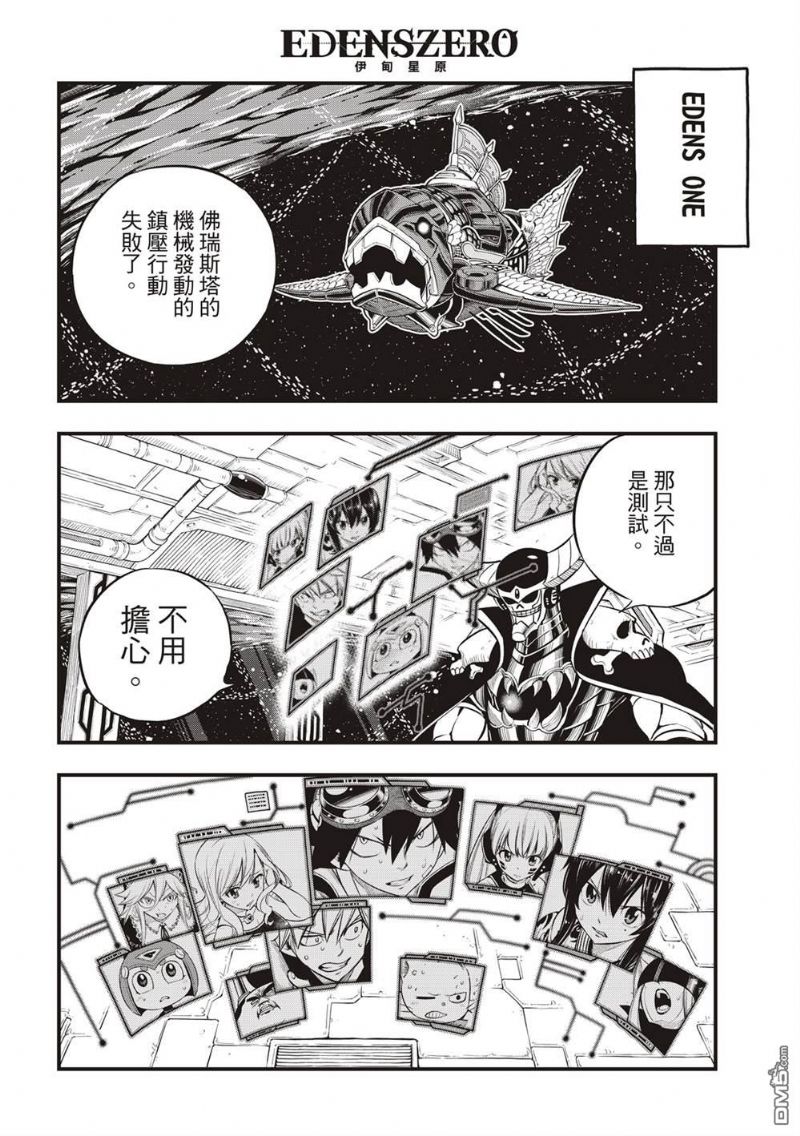 EDENSZERO
伊甸星原
EDENS ONE
佛瑞斯塔的
機械發動的
鎮壓行動
失敗了。
那只不過
是測試。
不用
擔心。
DM5.com